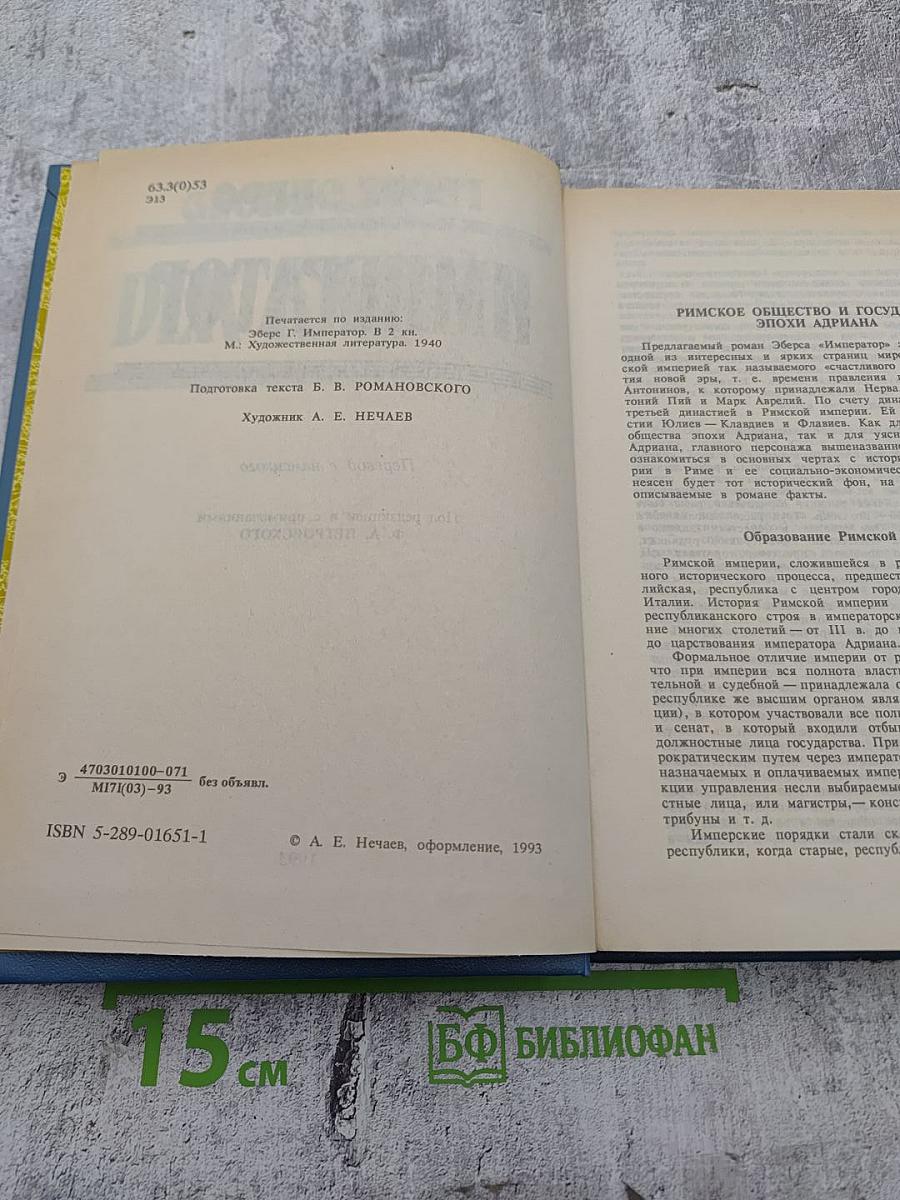 63.3(0)53
Э13
Печатается по изданию:
Эберс Г. Император. В 2 кн.
М.: Художественная литература. 1940
Подготовка текста Б. В. РОМАНОВСКОГО
Художник А. Е. НЕЧАЕВ
Э 4703010100–071 без объявл.
М171(03)–93
ISBN 5-289-01651-1
© А. Е. Нечаев, оформление, 1993
РИМСКОЕ ОБЩЕСТВО И ГОСУД
ЭПОХИ АДРИАНА
Предлагаемый роман Эберса «Император»
одной из интересных и ярких страниц миро
ской империей так называемого «счастливого
тия новой эры, т. е. времени правления и
Антонинов, к которому принадлежали Нерва
тоний Пий и Марк Аврелий. По счету дина
третьей династией в Римской империи. Ей
стии Юлиев — Клавдиев и Флавиев. Как дл
общества эпохи Адриана, так и для уясн
Адриана, главного персонажа вышеназванно
ознакомиться в основных чертах с истори
рии в Риме и ее социально-экономичес
неясен будет тот исторический фон, на
описываемые в романе факты.
Образование Римской
Римской империи, сложившейся в р
ного исторического процесса, предшест
лийская, республика с центром город
Италии. История Римской империи
республиканского строя в императорск
ние многих столетий — от III в. до
до царствования императора Адриана.
Формальное отличие империи от р
что при империи вся полнота власт
тельной и судебной — принадлежала
республике же высшим органом явля
ции), в котором участвовали все пол
и сенат, в который входили отбы
должностные лица государства. При
рократическим путем через императ
назначаемых и оплачиваемых импер
кции управления несли выбираемые
стные лица, или магистры,— конс
трибуны и т. д.
Имперские порядки стали ск
республики, когда старые, респуб
15 см
БФ БИБЛИОФАН